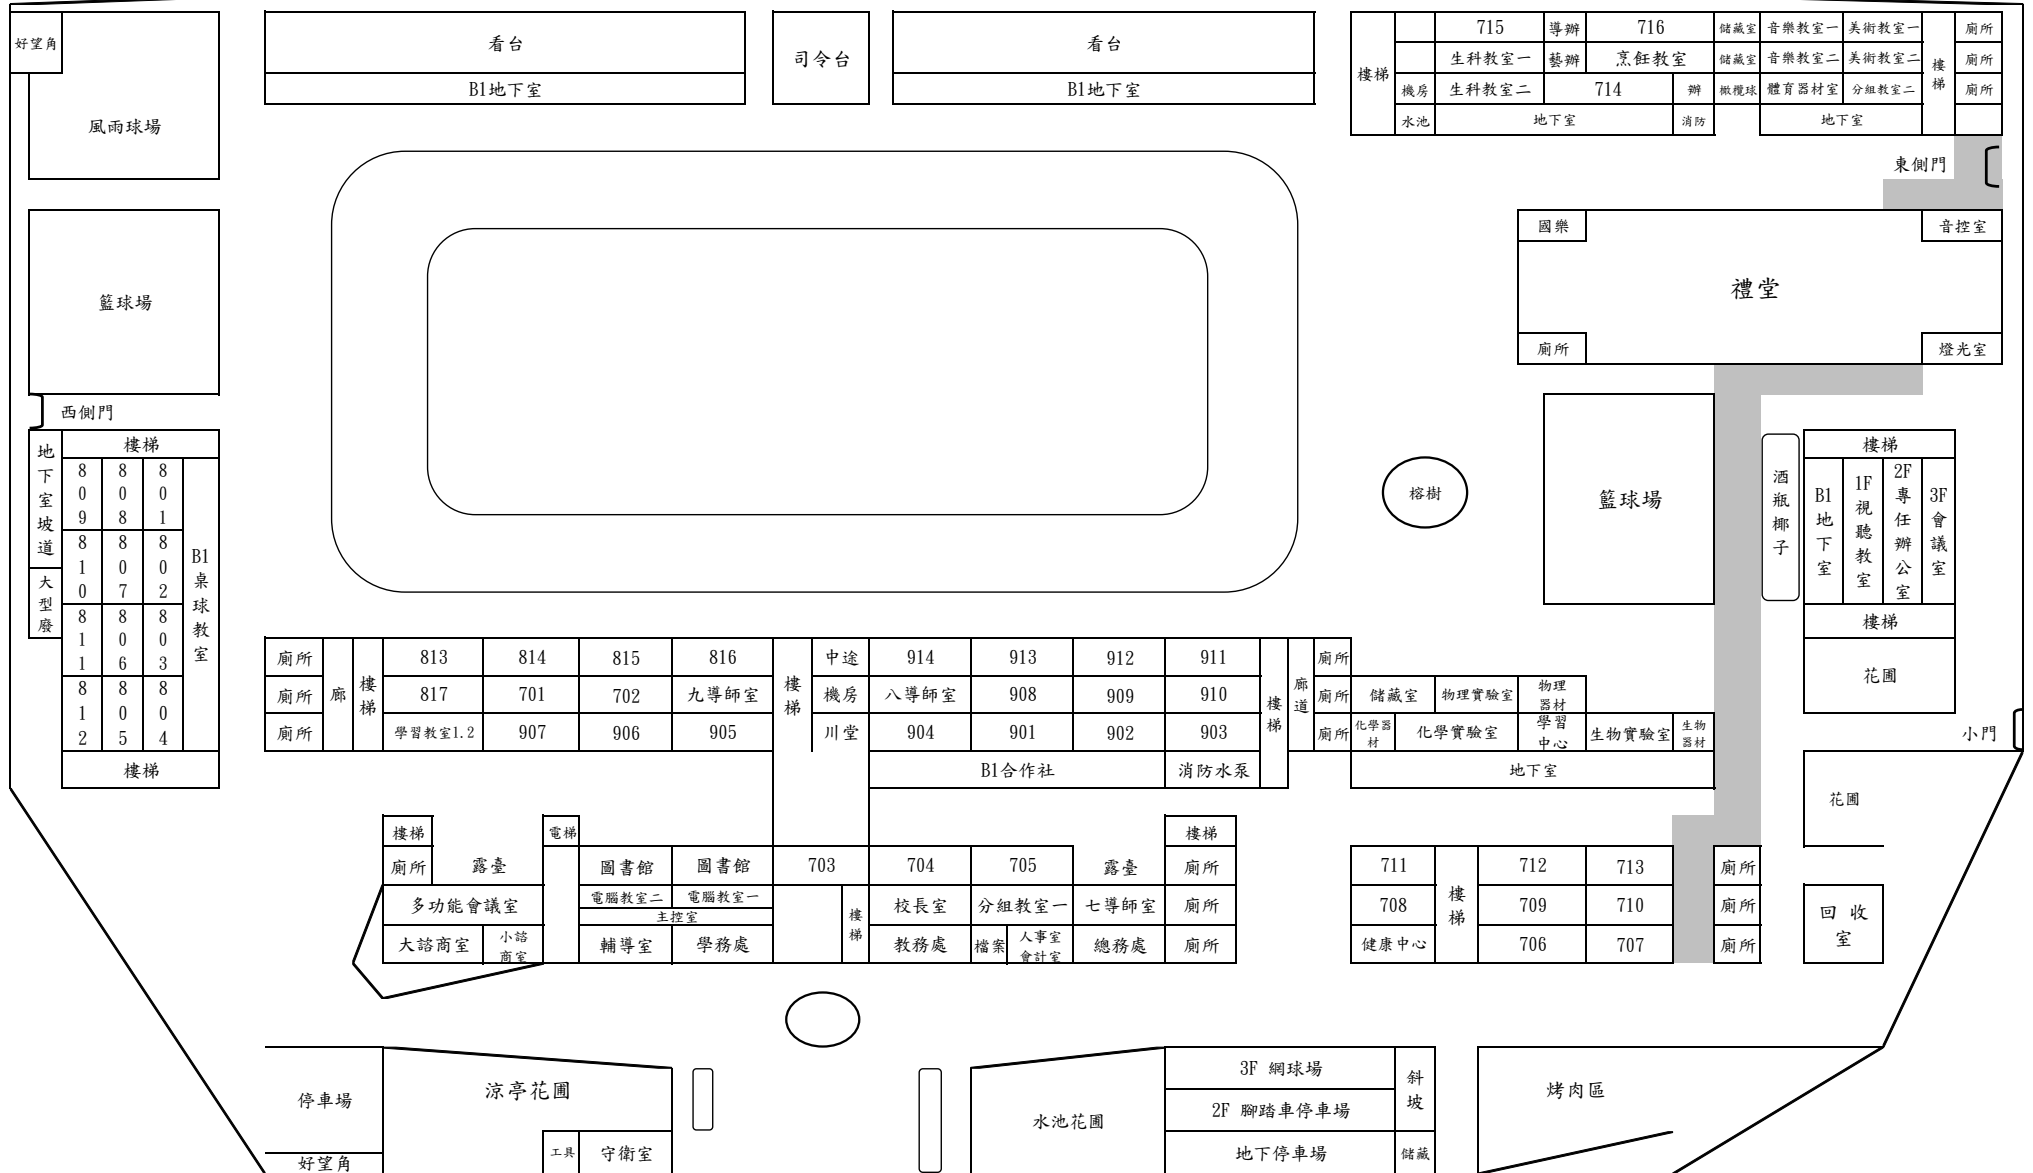 好望角
看台
司令台
看台
B1地下室
B1地下室
風雨球場
樓梯
715
導辦
716
儲藏室
音樂教室一
美術教室一
樓梯
廁所
生科教室一
藝辦
烹飪教室
儲藏室
音樂教室二
美術教室二
廁所
機房
生科教室二
714
辦
橄欖球
體育器材室
分組教室二
廁所
水池
地下室
消防
地下室
東側門
國樂
音控室
禮堂
廁所
燈光室
籃球場
西側門
地下室坡道
大型廢
樓梯
809
808
801
810
807
802
811
806
803
812
805
804
B1桌球教室
樓梯
榕樹
籃球場
酒瓶椰子
樓梯
B1地下室
1F視聽教室
2F專任辦公室
3F會議室
樓梯
花圃
小門
花圃
廁所
廊
樓梯
813
814
815
816
樓梯
中途
914
913
912
911
樓梯
廊道
廁所
廁所
817
701
702
九導師室
機房
八導師室
908
909
910
廁所
儲藏室
物理實驗室
物理
器材
廁所
學習教室1.2
907
906
905
川堂
904
901
902
903
廁所
化學器
材
化學實驗室
學習
中心
生物實驗室
生物
器材
B1合作社
消防水泵
地下室
樓梯
電梯
樓梯
廁所
露臺
圖書館
圖書館
703
704
705
露臺
廁所
711
樓梯
712
713
廁所
多功能會議室
電腦教室二
電腦教室一
主控室
樓梯
校長室
分組教室一
七導師室
廁所
708
709
710
廁所
回 收
室
大諮商室
小諮
商室
輔導室
學務處
教務處
檔案
人事室
會計室
總務處
廁所
健康中心
706
707
廁所
停車場
涼亭花圃
水池花圃
3F 網球場
斜坡
烤肉區
2F 腳踏車停車場
好望角
工具
守衛室
地下停車場
儲藏